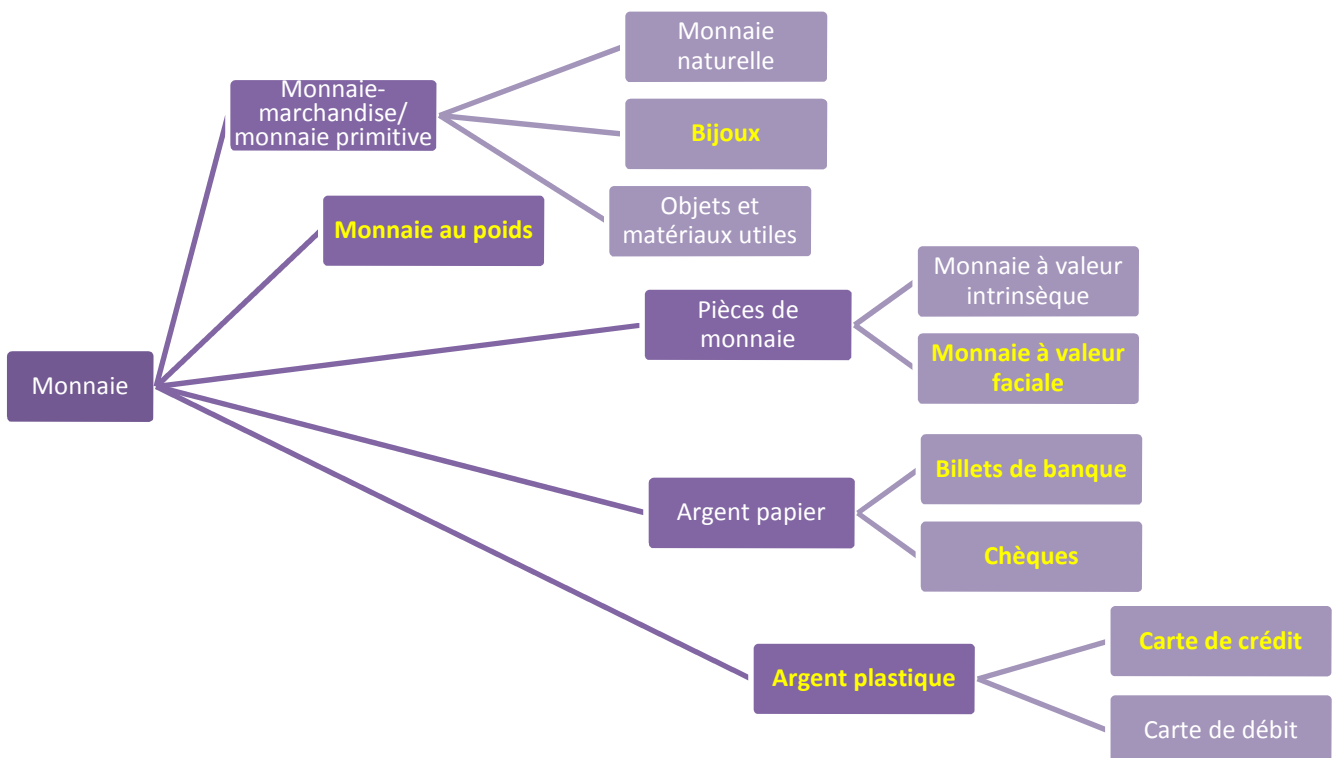 Monnaie
Monnaie-
marchandise/
monnaie primitive
Monnaie
naturelle
Bijoux
Objets et
matériaux utiles
Monnaie au poids
Pièces de
monnaie
Monnaie à valeur
intrinsèque
Monnaie à valeur
faciale
Argent papier
Billets de banque
Chèques
Argent plastique
Carte de crédit
Carte de débit